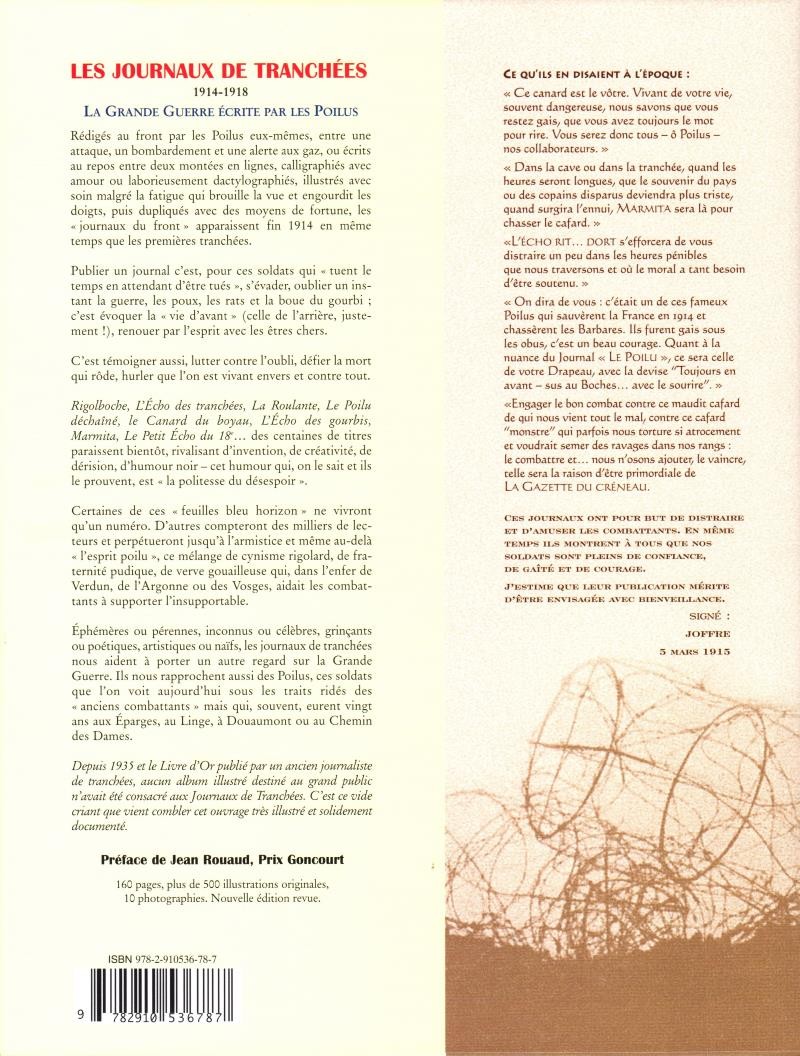 LES JOURNAUX DE TRANCHÉES
1914-1918
LA GRANDE GUERRE ÉCRITE PAR LES POILUS
Rédigés au front par les Poilus eux-mêmes, entre une
attaque, un bombardement et une alerte aux gaz, ou écrits
au repos entre deux montées en lignes, calligraphiés avec
amour ou laborieusement dactylographiés, illustrés avec
soin malgré la fatigue qui brouille la vue et engourdit les
doigts, puis dupliqués avec des moyens de fortune, les
« journaux du front » apparaissent fin 1914 en même
temps que les premières tranchées.
Publier un journal c'est, pour ces soldats qui « tuent le
temps en attendant d'être tués », s'évader, oublier un ins-
tant la guerre, les poux, les rats et la boue du gourbi ;
c'est évoquer la « vie d'avant » (celle de l'arrière, juste-
ment !), renouer par l'esprit avec les êtres chers.
C'est témoigner aussi, lutter contre l'oubli, défier la mort
qui rôde, hurler que l'on est vivant envers et contre tout.
Rigolboche, L'Écho des tranchées, La Roulante, Le Poilu
déchaîné, le Canard du boyau, L'Écho des gourbis,
Marmita, Le Petit Écho du 18e… des centaines de titres
paraissent bientôt, rivalisant d'invention, de créativité, de
dérision, d'humour noir – cet humour qui, on le sait et ils
le prouvent, est « la politesse du désespoir ».
Certaines de ces « feuilles bleu horizon » ne vivront
qu'un numéro. D'autres compteront des milliers de lec-
teurs et perpétueront jusqu'à l'armistice et même au-delà
« l'esprit poilu », ce mélange de cynisme rigolard, de fra-
ternité pudique, de verve gouailleuse qui, dans l'enfer de
Verdun, de l'Argonne ou des Vosges, aidait les combat-
tants à supporter l'insupportable.
Éphémères ou pérennes, inconnus ou célèbres, grinçants
ou poétiques, artistiques ou naïfs, les journaux de tranchées
nous aident à porter un autre regard sur la Grande
Guerre. Ils nous rapprochent aussi des Poilus, ces soldats
que l'on voit aujourd'hui sous les traits ridés des
« anciens combattants » mais qui, souvent, eurent vingt
ans aux Éparges, au Linge, à Douaumont ou au Chemin
des Dames.
Depuis 1935 et le Livre d'Or publié par un ancien journaliste
de tranchées, aucun album illustré destiné au grand public
n'avait été consacré aux Journaux de Tranchées. C'est ce vide
criant que vient combler cet ouvrage très illustré et solidement
documenté.
Préface de Jean Rouaud, Prix Goncourt
160 pages, plus de 500 illustrations originales,
10 photographies. Nouvelle édition revue.
ISBN 978-2-910536-78-7
9 782910 536787
CE QU'ILS EN DISAIENT À L'ÉPOQUE :
« Ce canard est le vôtre. Vivant de votre vie,
souvent dangereuse, nous savons que vous
restez gais, que vous avez toujours le mot
pour rire. Vous serez donc tous – ô Poilus –
nos collaborateurs. »
« Dans la cave ou dans la tranchée, quand les
heures seront longues, que le souvenir du pays
ou des copains disparus deviendra plus triste,
quand surgira l'ennui, MARMITA sera là pour
chasser le cafard. »
«L'ÉCHO RIT... DORT s'efforcera de vous
distraire un peu dans les heures pénibles
que nous traversons et où le moral a tant besoin
d'être soutenu. »
« On dira de vous : c'était un de ces fameux
Poilus qui sauvèrent la France en 1914 et
chassèrent les Barbares. Ils furent gais sous
les obus, c'est un beau courage. Quant à la
nuance du Journal « LE POILU », ce sera celle
de votre Drapeau, avec la devise "Toujours en
avant – sus au Boches... avec le sourire". »
«Engager le bon combat contre ce maudit cafard
de qui nous vient tout le mal, contre ce cafard
"monstre" qui parfois nous torture si atrocement
et voudrait semer des ravages dans nos rangs :
le combattre et... nous n'osons ajouter, le vaincre,
telle sera la raison d'être primordiale de
LA GAZETTE DU CRÉNEAU.
CES JOURNAUX ONT POUR BUT DE DISTRAIRE
ET D'AMUSER LES COMBATTANTS. EN MÊME
TEMPS ILS MONTRENT À TOUS QUE NOS
SOLDATS SONT PLEINS DE CONFIANCE,
DE GAÎTÉ ET DE COURAGE.
J'ESTIME QUE LEUR PUBLICATION MÉRITE
D'ÊTRE ENVISAGÉE AVEC BIENVEILLANCE.
SIGNÉ :
JOFFRE
5 MARS 1915